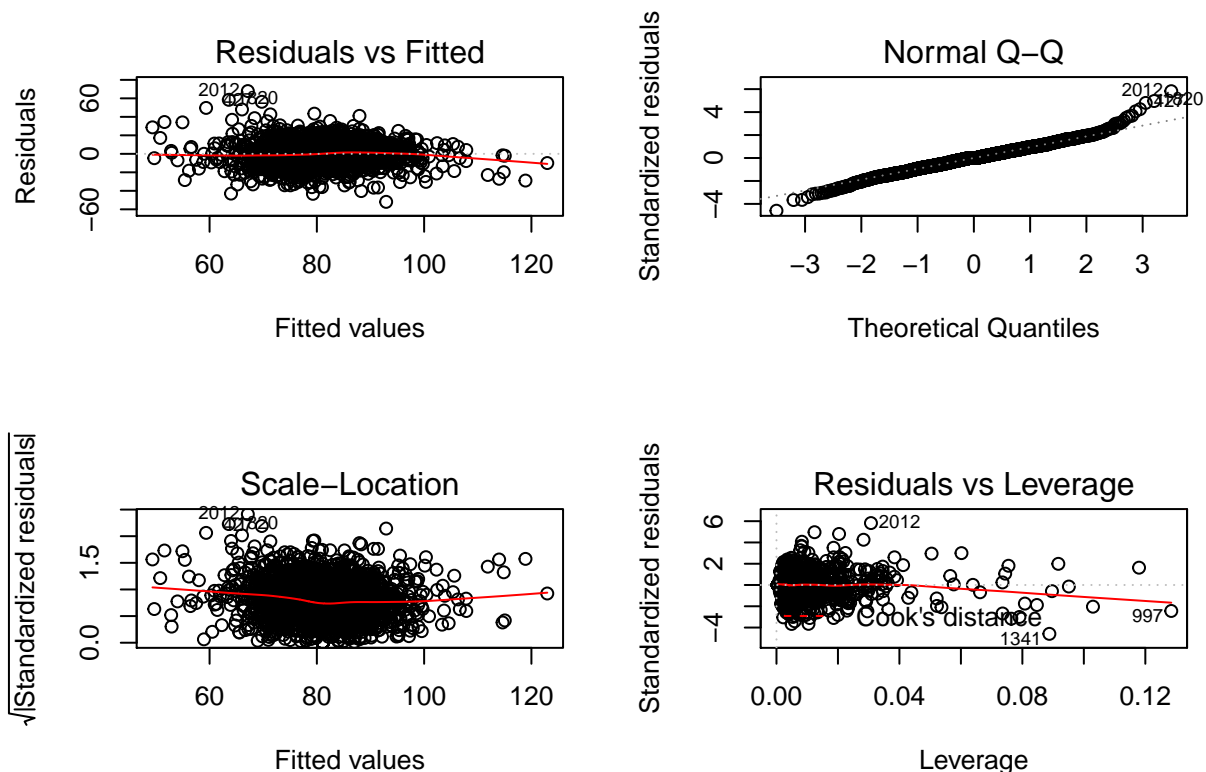 Residuals vs Fitted
Residuals
60
0
−60
2012
60
80
100
120
Fitted values
Normal Q−Q
Standardized residuals
4
0
−4
2012
−3
−2
−1
0
1
2
3
Theoretical Quantiles
Scale−Location
√|Standardized residuals|
1.5
0.0
2012
60
80
100
120
Fitted values
Residuals vs Leverage
Standardized residuals
6
2
−4
2012
Cook's distance
1341
997
0.00
0.04
0.08
0.12
Leverage